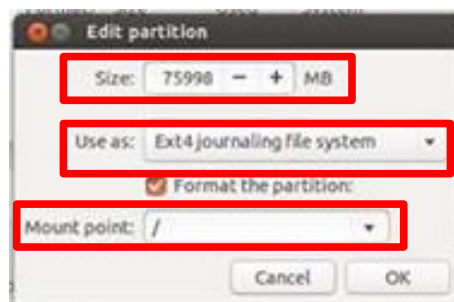 Edit partition
Size: 75998 − + MB
Use as: Ext4 journaling file system
Format the partition:
Mount point: /
Cancel OK